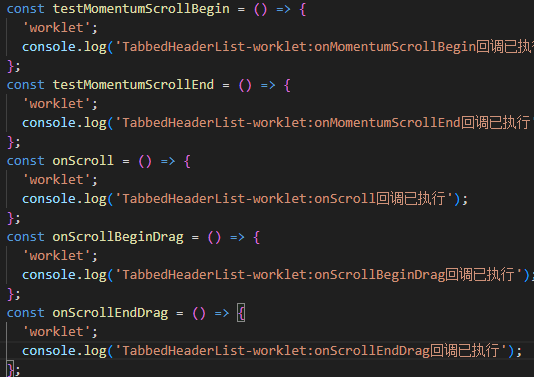 const testMomentumScrollBegin = () => {
'worklet';
console.log('TabbedHeaderList-worklet:onMomentumScrollBegin回调已执
};
const testMomentumScrollEnd = () => {
'worklet';
console.log('TabbedHeaderList-worklet:onMomentumScrollEnd回调已执行'
};
const onScroll = () => {
'worklet';
console.log('TabbedHeaderList-worklet:onScroll回调已执行');
};
const onScrollBeginDrag = () => {
'worklet';
console.log('TabbedHeaderList-worklet:onScrollBeginDrag回调已执行');
};
const onScrollEndDrag = () => {
'worklet';
console.log('TabbedHeaderList-worklet:onScrollEndDrag回调已执行');
};